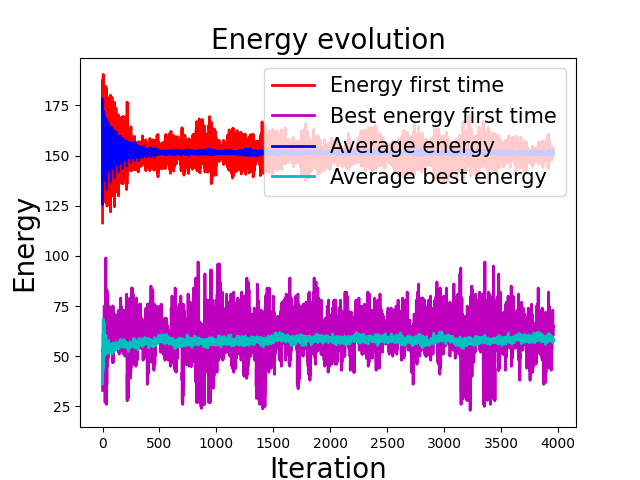 Energy evolution
Energy first time
Best energy first time
Average energy
Average best energy
Energy
175
150
125
100
75
50
25
0 500 1000 1500 2000 2500 3000 3500 4000
Iteration